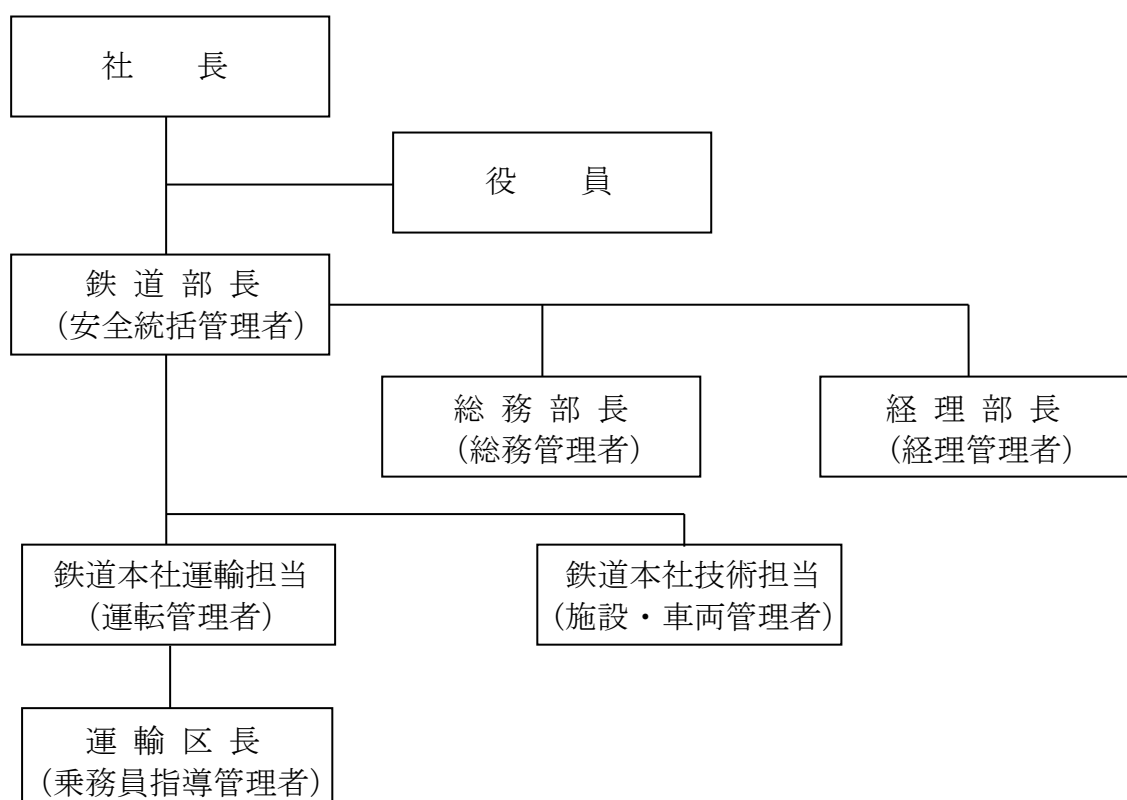 社　　長
役　　員
鉄 道 部 長
(安全統括管理者)
総 務 部 長
(総務管理者)
経 理 部 長
(経理管理者)
鉄道本社運輸担当
(運転管理者)
鉄道本社技術担当
(施設・車両管理者)
運 輸 区 長
(乗務員指導管理者)